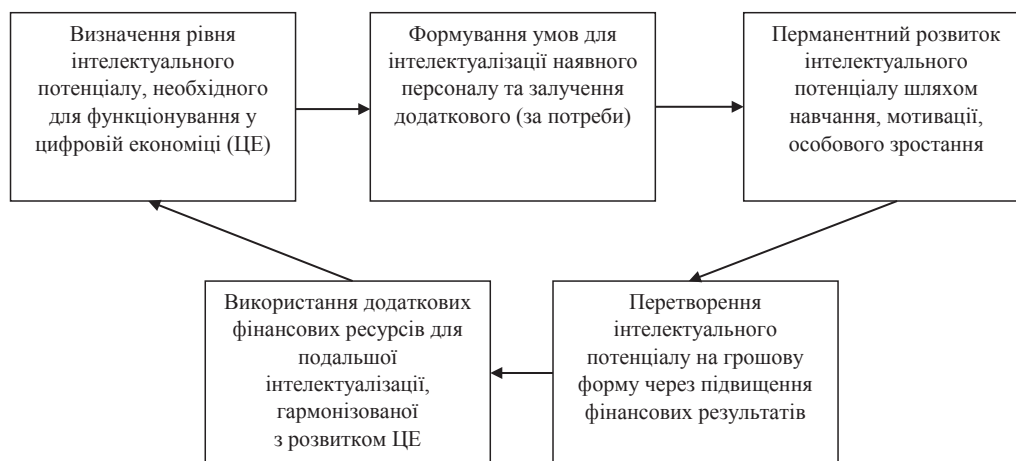 Визначення рівня
інтелектуального
потенціалу, необхідного
для функціонування у
цифровій економіці (ЦЕ)
Формування умов для
інтелектуалізації наявного
персоналу та залучення
додаткового (за потреби)
Перманентний розвиток
інтелектуального
потенціалу шляхом
навчання, мотивації,
особового зростання
Використання додаткових
фінансових ресурсів для
подальшої
інтелектуалізації,
гармонізованої
з розвитком ЦЕ
Перетворення
інтелектуального
потенціалу на грошову
форму через підвищення
фінансових результатів